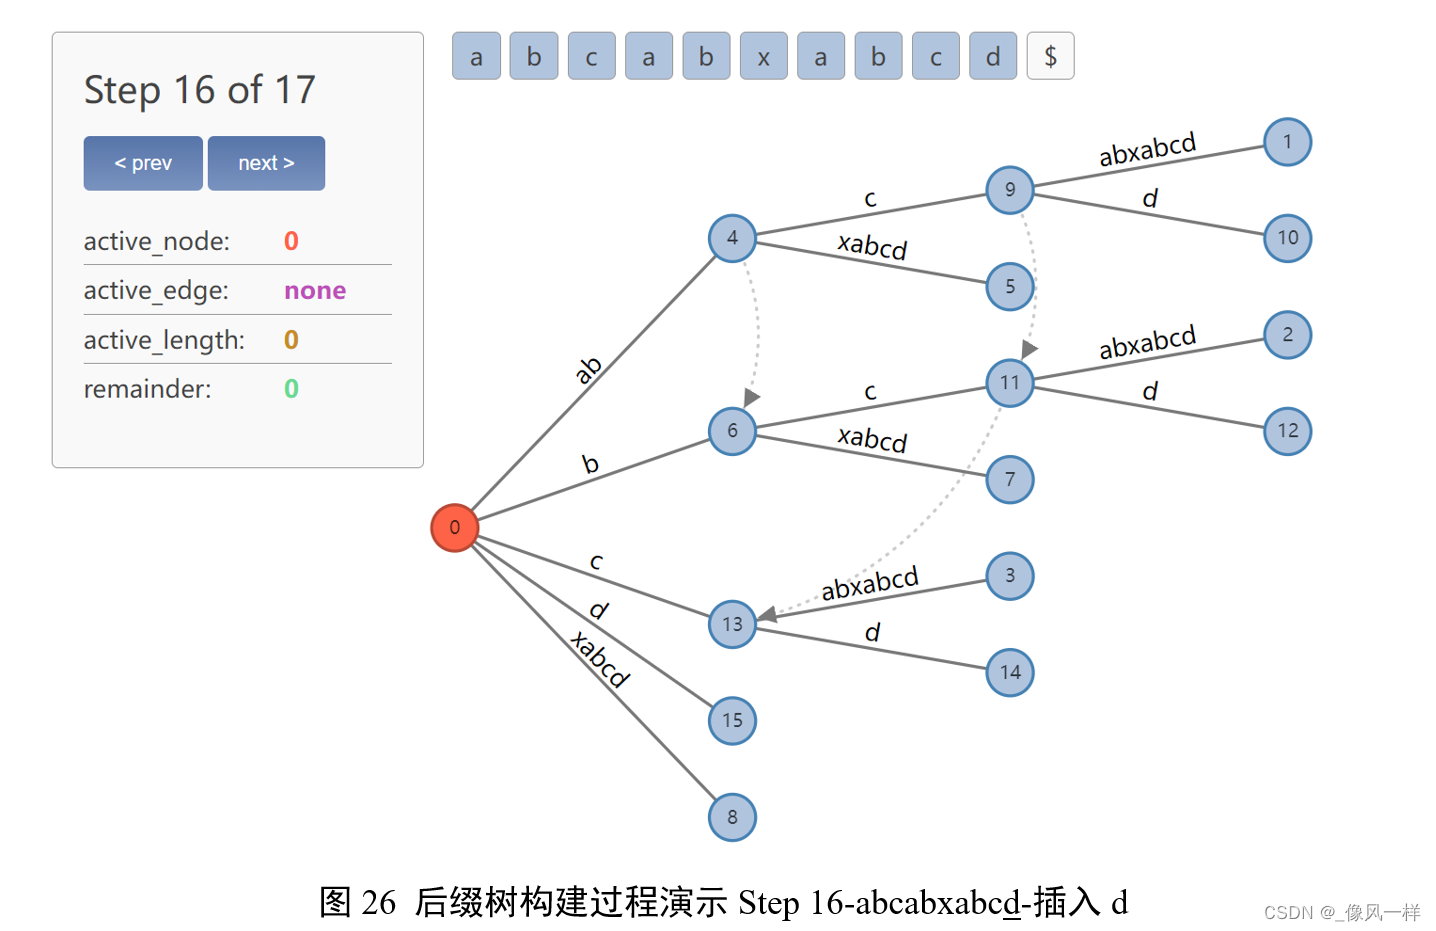 Step 16 of 17
< prev
next >
active_node: 0
active_edge: none
active_length: 0
remainder: 0
a b c a b x a b c d $
abxabcd
1
c
9
d
10
4
xabcd
5
ab
abxabcd
2
c
11
d
12
6
xabcd
7
b
0
c
abxabcd
3
13
d
14
d
15
xabcd
8
图 26 后缀树构建过程演示 Step 16-abcabxabcd-插入 d
CSDN @_像风一样